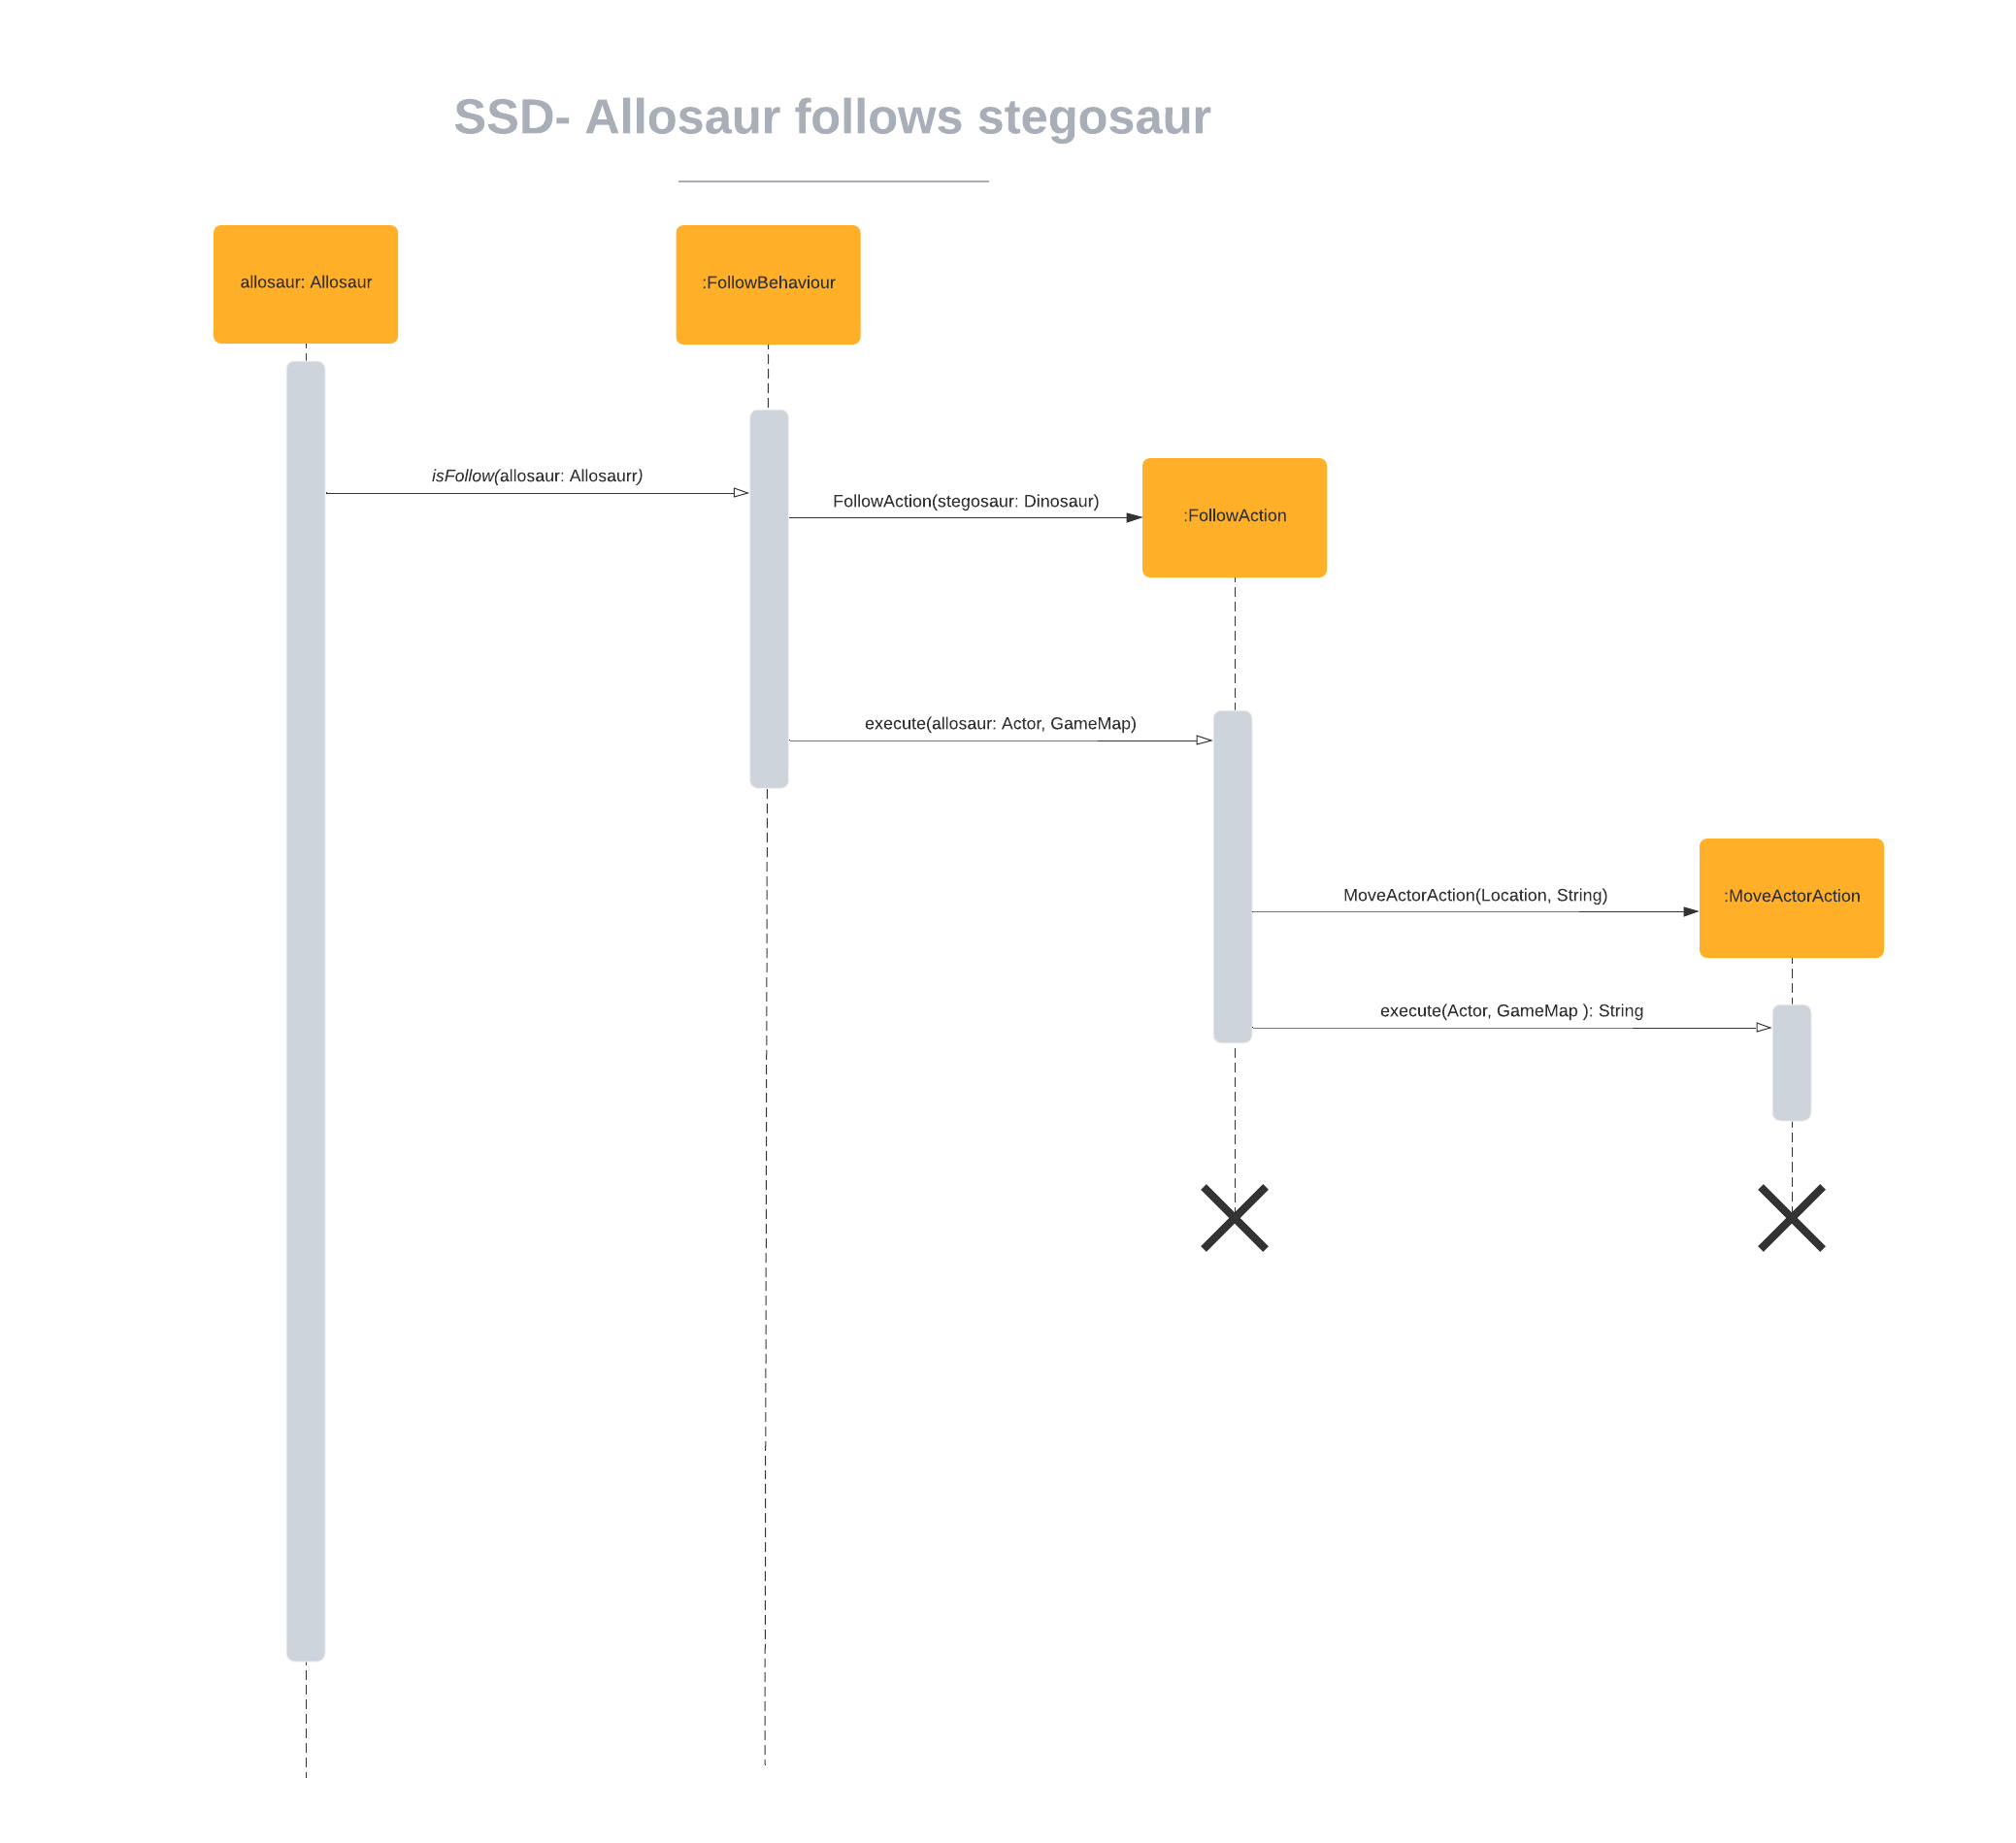 SSD- Allosaur follows stegosaur
allosaur: Allosaur
:FollowBehaviour
isFollow(allosaur: Allosaurr)
FollowAction(stegosaur: Dinosaur)
:FollowAction
execute(allosaur: Actor, GameMap)
MoveActorAction(Location, String)
:MoveActorAction
execute(Actor, GameMap ): String